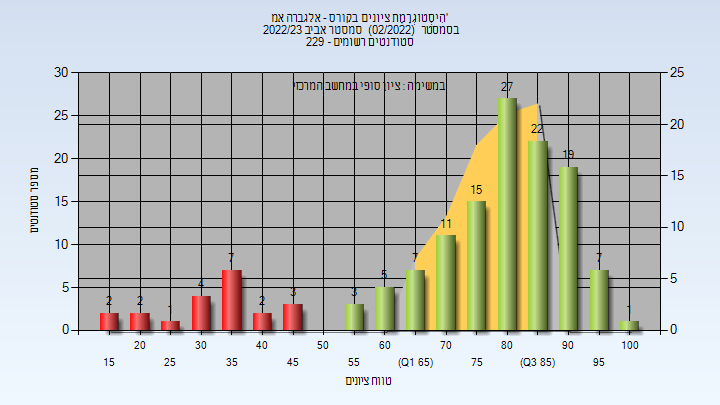 היסטוגרמת ציונים בקורס - אלגברה אמ'
בסמסטר (02/2022) סמסטר אביב 2022/23
סטודנטים רשומים - 229
במשימה : ציון סופי במחשב המרכזי
מספר סטודנטים
30 25 20 15 10 5 0
25 20 15 10 5 0
2 2 1 4 7 2 3 3 5 7 11 15 27 22 19 7 1
20 30 40 50 60 70 80 90 100
15 25 35 45 55 (Q1 65) 75 (Q3 85) 95
טווח ציונים